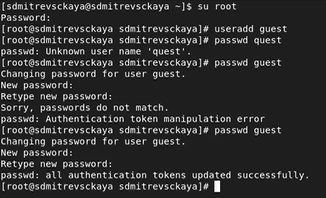 [sdmitrevsckaya@sdmitrevsckaya ~]$ su root
Password:
[root@sdmitrevsckaya sdmitrevsckaya]# useradd guest
[root@sdmitrevsckaya sdmitrevsckaya]# passwd quest
passwd: Unknown user name 'quest'.
[root@sdmitrevsckaya sdmitrevsckaya]# passwd guest
Changing password for user guest.
New password:
Retype new password:
Sorry, passwords do not match.
passwd: Authentication token manipulation error
[root@sdmitrevsckaya sdmitrevsckaya]# passwd guest
Changing password for user guest.
New password:
Retype new password:
passwd: all authentication tokens updated successfully.
[root@sdmitrevsckaya sdmitrevsckaya]#